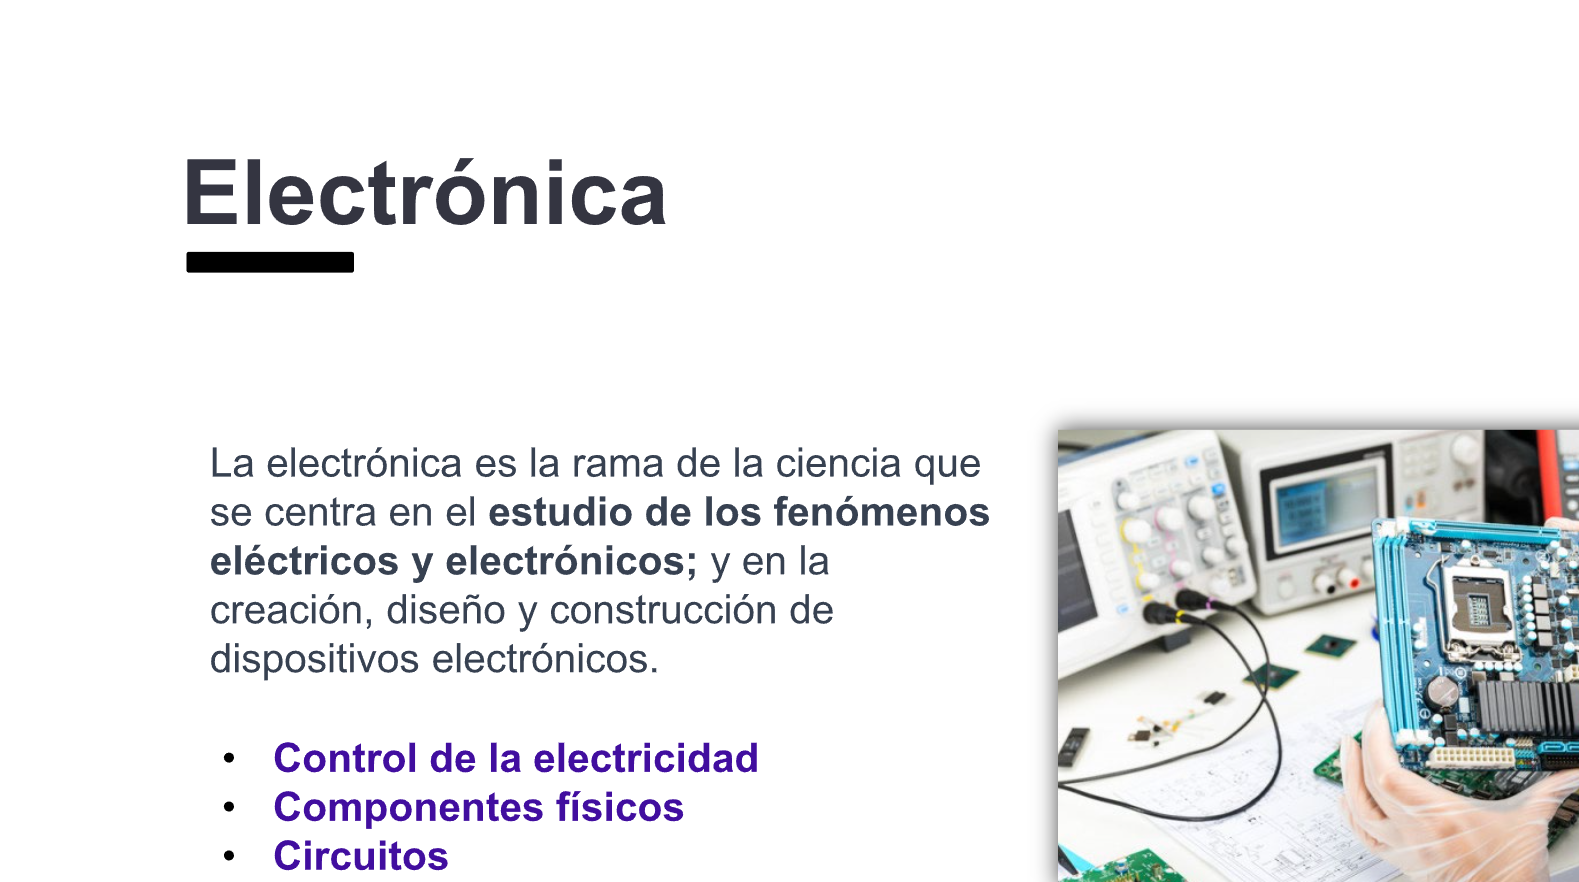 Electrónica
La electrónica es la rama de la ciencia que
se centra en el estudio de los fenómenos
eléctricos y electrónicos; y en la
creación, diseño y construcción de
dispositivos electrónicos.
• Control de la electricidad
• Componentes físicos
• Circuitos